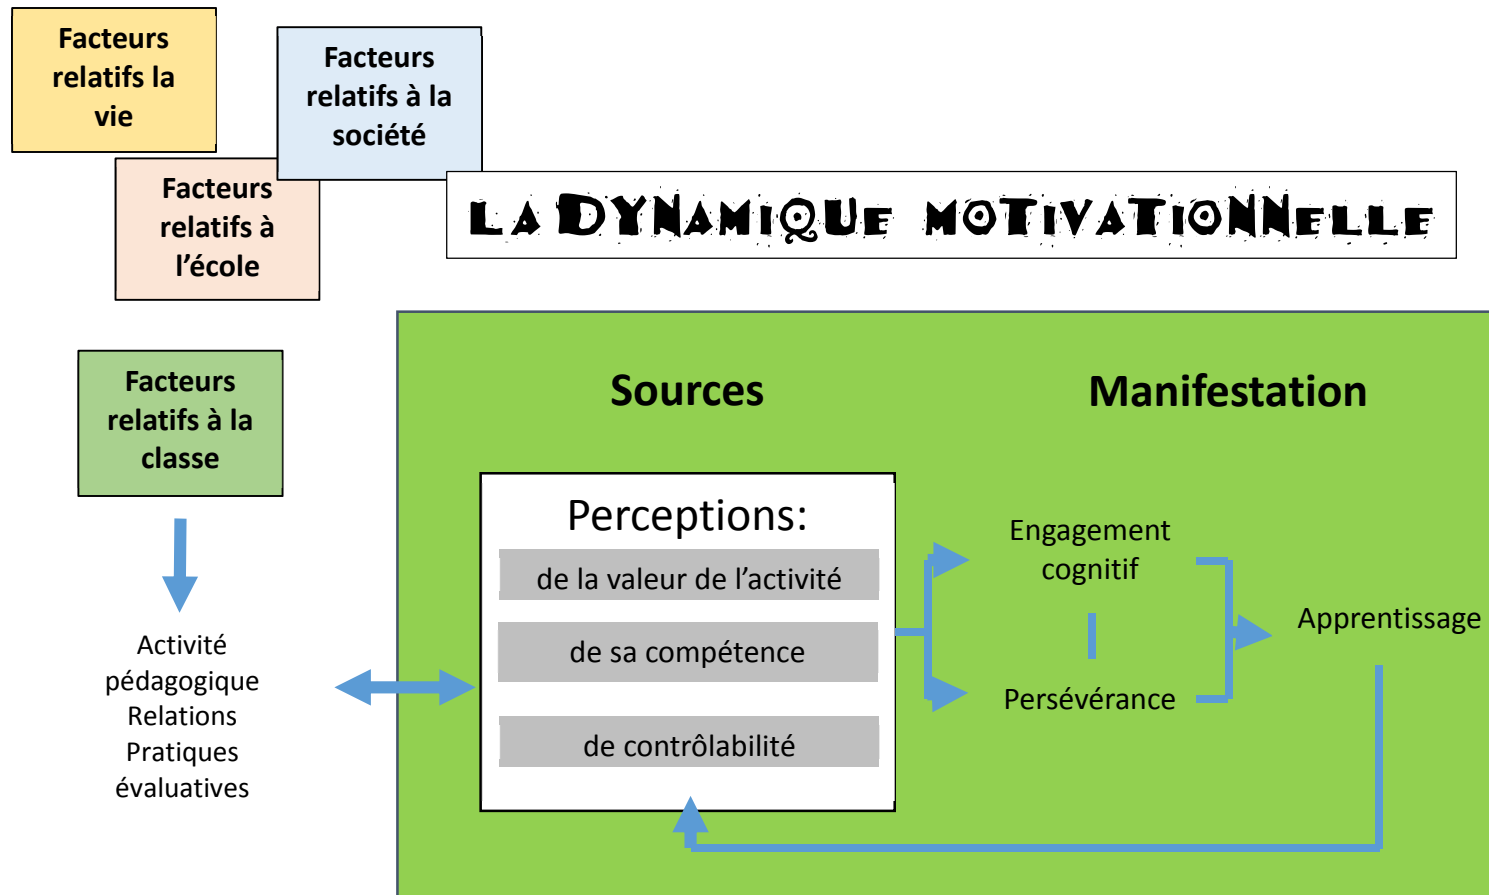 Facteurs
relatifs la
vie
Facteurs
relatifs à la
société
Facteurs
relatifs à
l’école
LA DYNAMIQUE MOTIVATIONNELLE
Facteurs
relatifs à la
classe
Activité
pédagogique
Relations
Pratiques
évaluatives
Sources
Manifestation
Perceptions:
de la valeur de l’activité
de sa compétence
de contrôlabilité
Engagement
cognitif
Persévérance
Apprentissage